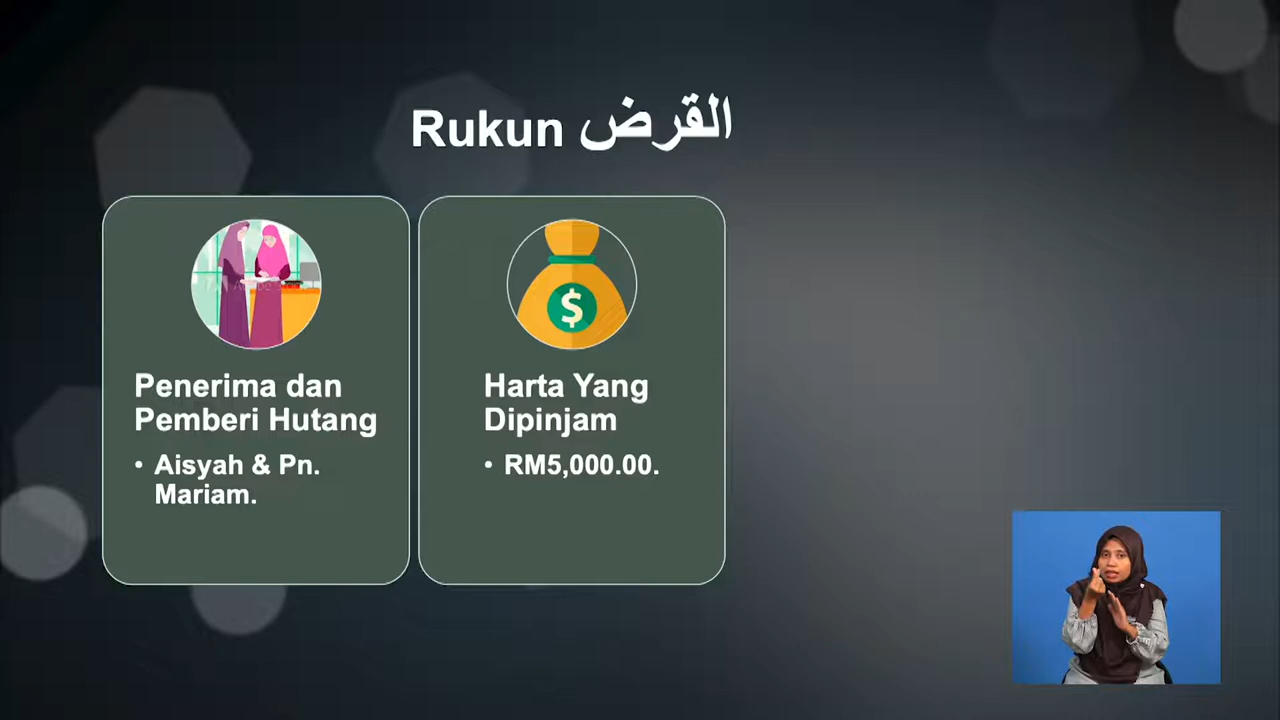 Rukun القرض
Penerima dan
Pemberi Hutang
• Aisyah & Pn.
Mariam.
Harta Yang
Dipinjam
• RM5,000.00.
$